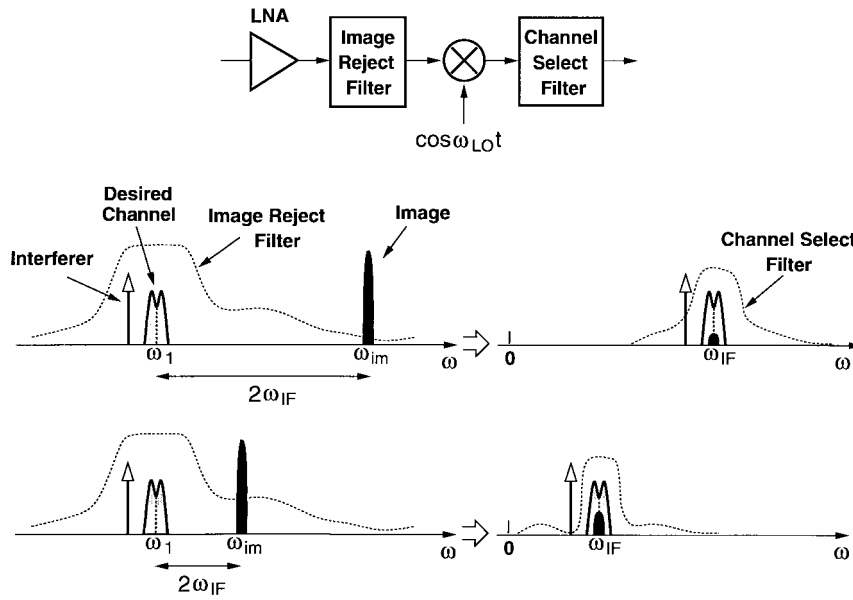 LNA
Image
Reject
Filter
Channel
Select
Filter
cosω_LO t
Desired
Channel
Image Reject
Filter
Image
Interferer
Channel Select
Filter
ω_1
ω_im
ω
0
ω_IF
ω
2ω_IF
ω_1
ω_im
ω
0
ω_IF
ω
2ω_IF